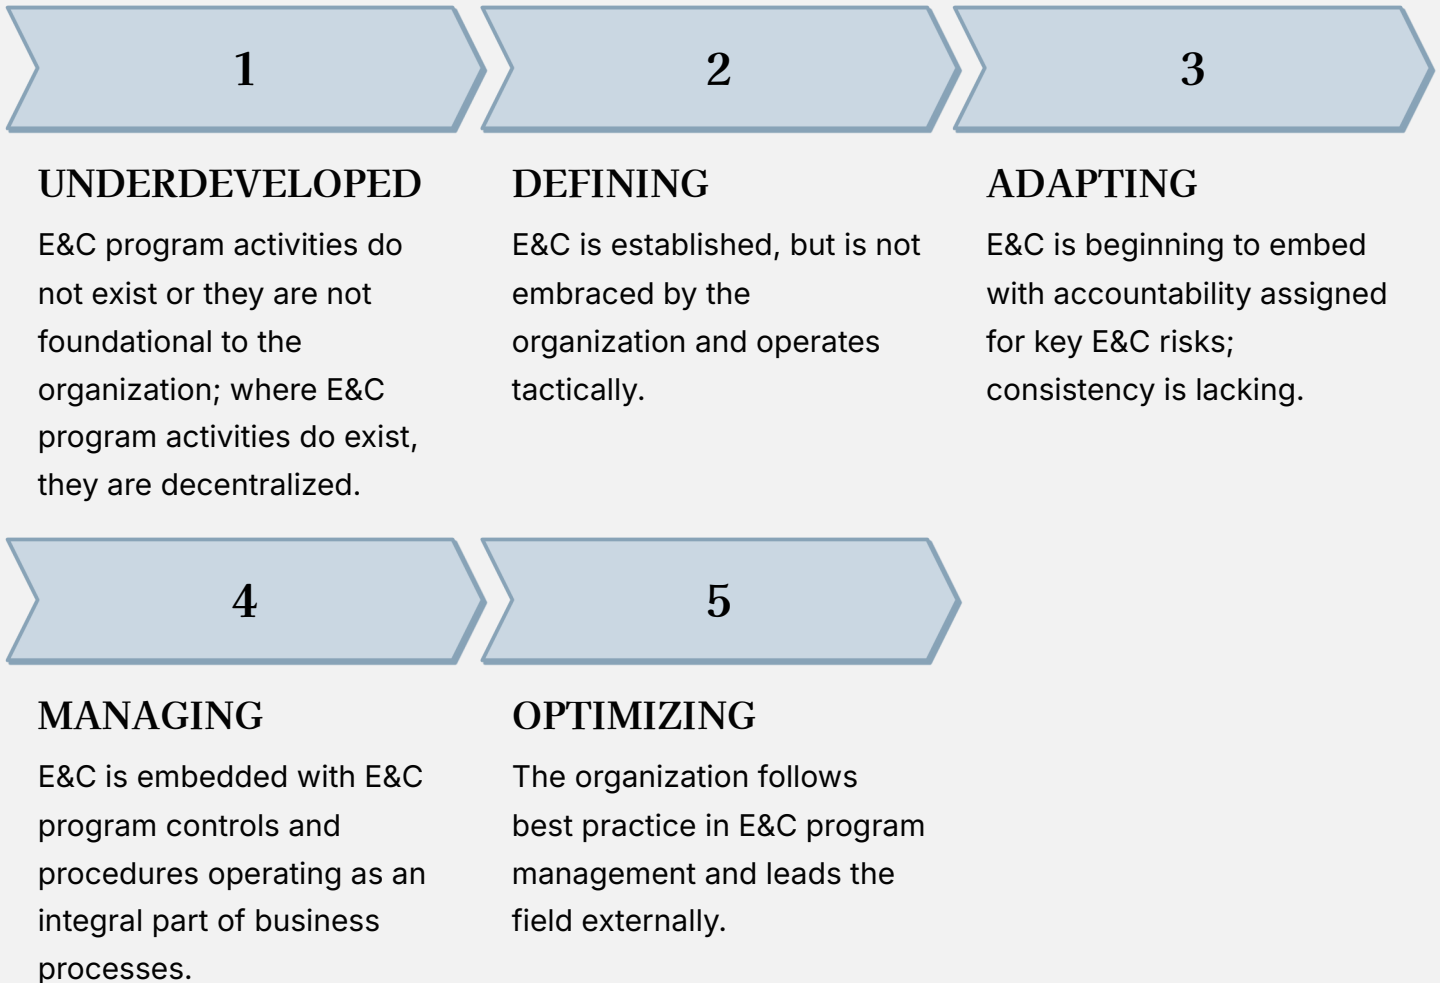 1
2
3
UNDERDEVELOPED
E&C program activities do
not exist or they are not
foundational to the
organization; where E&C
program activities do exist,
they are decentralized.
DEFINING
E&C is established, but is not
embraced by the
organization and operates
tactically.
ADAPTING
E&C is beginning to embed
with accountability assigned
for key E&C risks;
consistency is lacking.
4
5
MANAGING
E&C is embedded with E&C
program controls and
procedures operating as an
integral part of business
processes.
OPTIMIZING
The organization follows
best practice in E&C program
management and leads the
field externally.